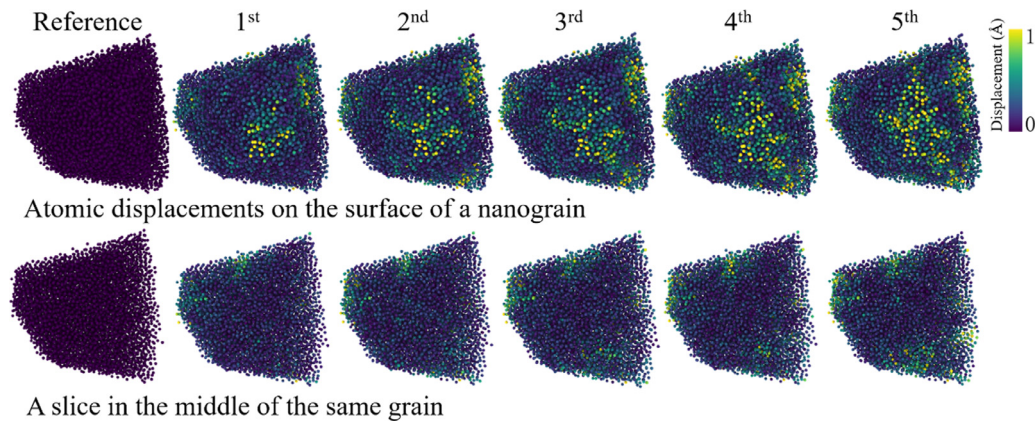 Reference 1st 2nd 3rd 4th 5th
Displacement (Å)
1
0
Atomic displacements on the surface of a nanograin
A slice in the middle of the same grain